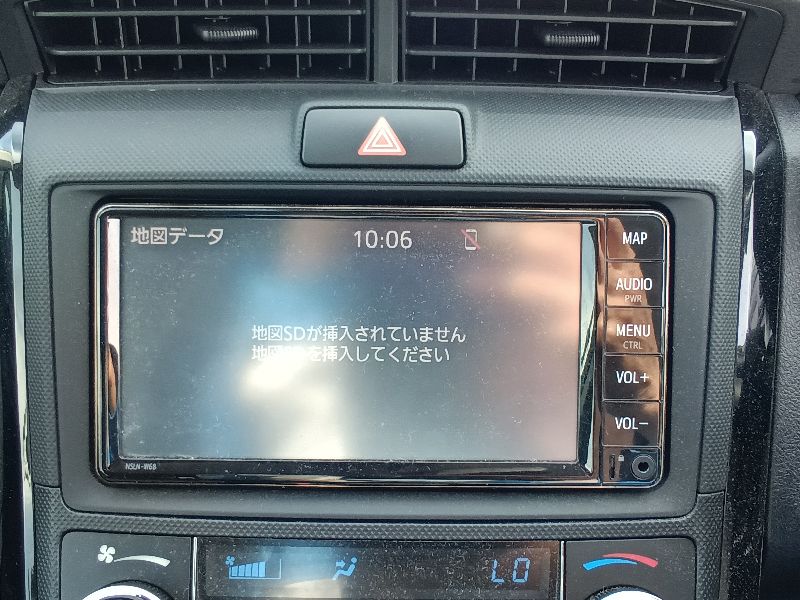 地図データ 10:06
MAP
AUDIO
PWR
地図SDが挿入されていません
地図SDを挿入してください
MENU
CTRL
VOL+
VOL-
NSLN-W68
LO